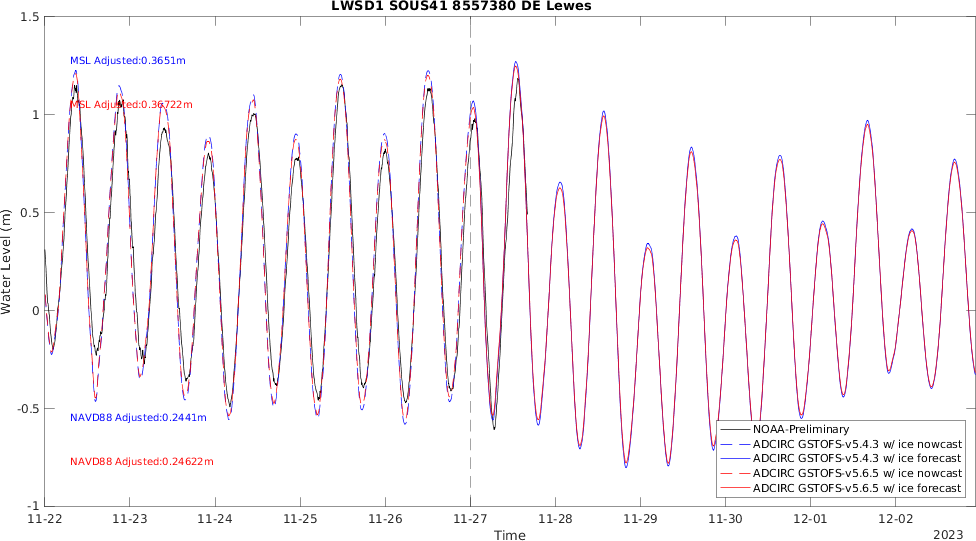 LWSD1 SOUS41 8557380 DE Lewes
1.5
1
0.5
0
-0.5
-1
Water Level (m)
MSL Adjusted:0.3651m
MSL Adjusted:0.36722m
NAVD88 Adjusted:0.2441m
NAVD88 Adjusted:0.24622m
NOAA-Preliminary
ADCIRC GSTOFS-v5.4.3 w/ ice nowcast
ADCIRC GSTOFS-v5.4.3 w/ ice forecast
ADCIRC GSTOFS-v5.6.5 w/ ice nowcast
ADCIRC GSTOFS-v5.6.5 w/ ice forecast
11-22 11-23 11-24 11-25 11-26 11-27 11-28 11-29 11-30 12-01 12-02
Time
2023